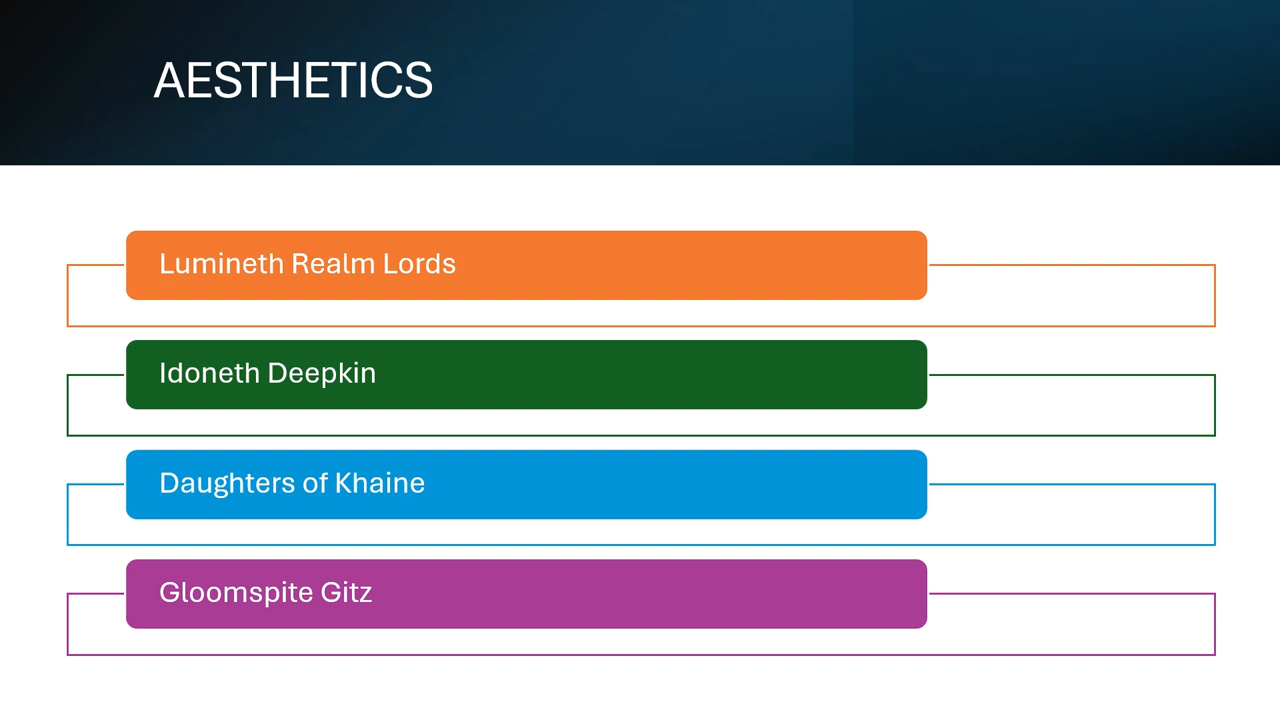 AESTHETICS
Lumineth Realm Lords
Idoneth Deepkin
Daughters of Khaine
Gloomspite Gitz